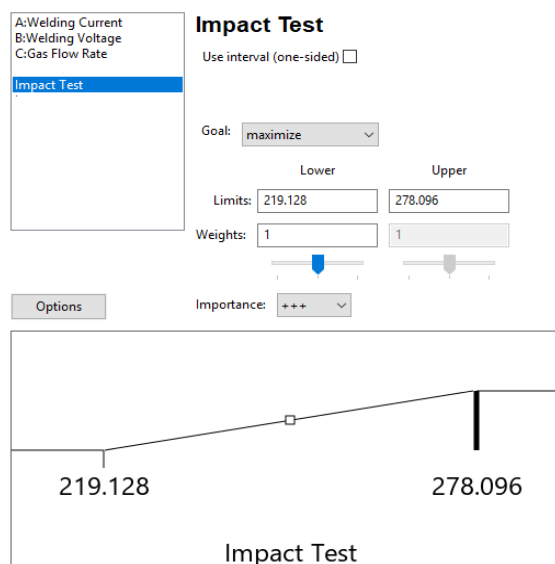 A:Welding Current
B:Welding Voltage
C:Gas Flow Rate
Impact Test
Impact Test
Use interval (one-sided)
Goal: maximize
Lower Upper
Limits: 219.128 278.096
Weights: 1 1
Options
Importance: +++
219.128 278.096
Impact Test